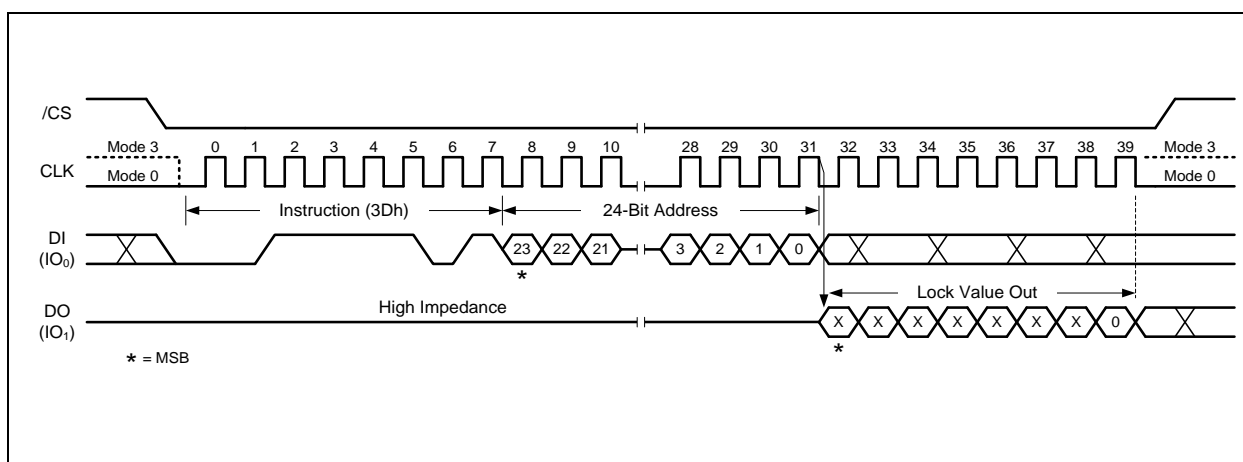 /CS
Mode 3 0 1 2 3 4 5 6 7 8 9 10 28 29 30 31 32 33 34 35 36 37 38 39 Mode 3
CLK
Mode 0 Mode 0
Instruction (3Dh) 24-Bit Address
DI
(IO₀)
23 22 21 3 2 1 0
*
Lock Value Out
High Impedance
DO
(IO₁)
X X X X X X X 0
* = MSB *